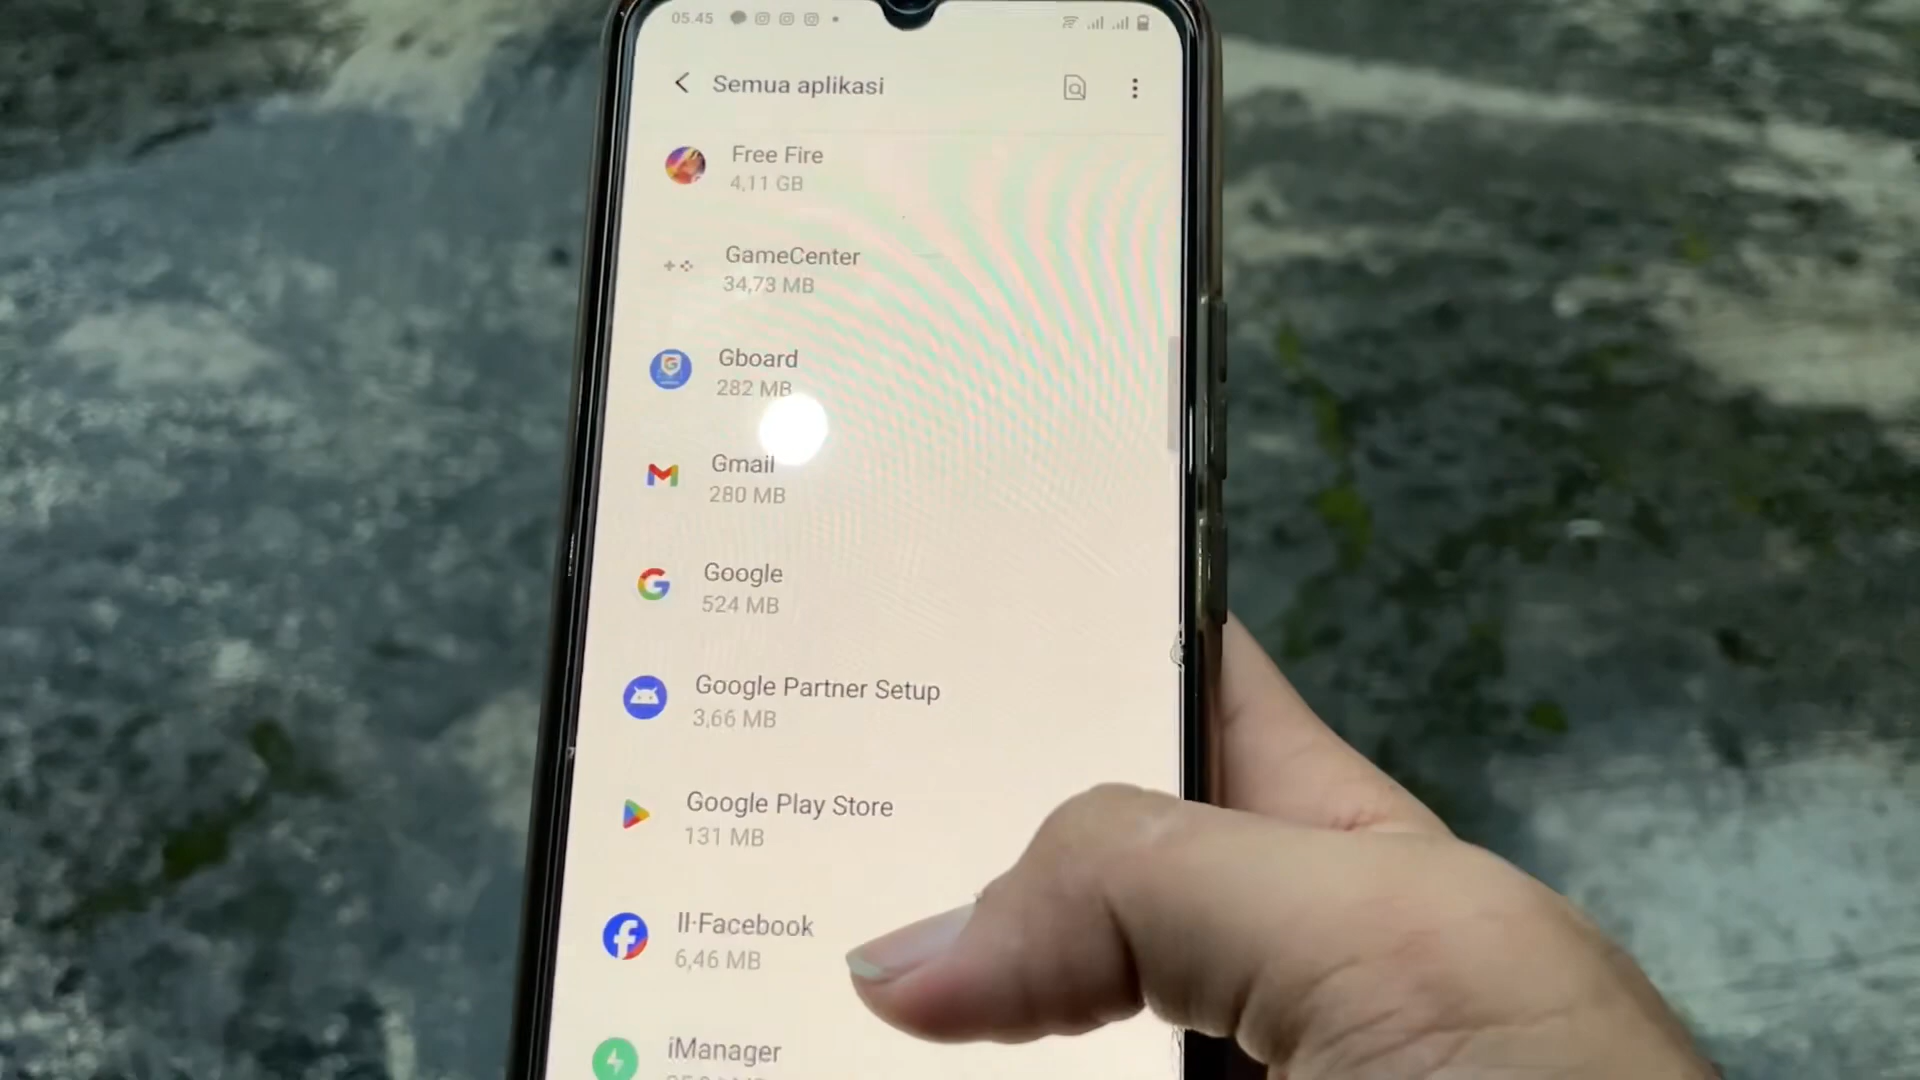 05.45
Semua aplikasi
Free Fire
4,11 GB
GameCenter
34,73 MB
Gboard
282 MB
Gmail
280 MB
Google
524 MB
Google Partner Setup
3,66 MB
Google Play Store
131 MB
II·Facebook
6,46 MB
iManager